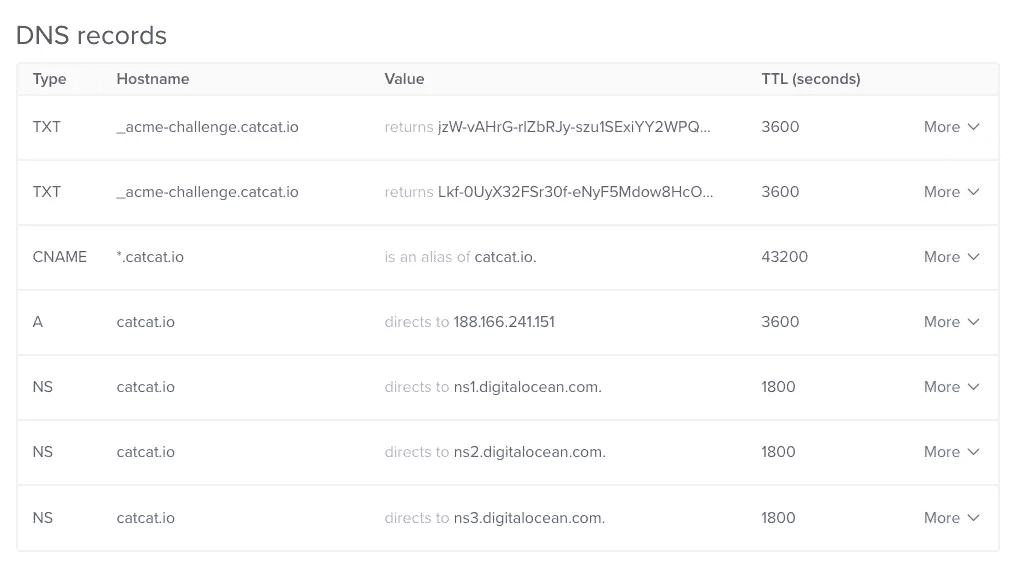 DNS records
Type Hostname Value TTL (seconds)
TXT _acme-challenge.catcat.io returns jzW-vAHrG-rlZbRJy-szu1SExiYY2WPQ... 3600 More
TXT _acme-challenge.catcat.io returns Lkf-0UyX32FSr30f-eNyF5Mdow8HcO... 3600 More
CNAME *.catcat.io is an alias of catcat.io. 43200 More
A catcat.io directs to 188.166.241.151 3600 More
NS catcat.io directs to ns1.digitalocean.com. 1800 More
NS catcat.io directs to ns2.digitalocean.com. 1800 More
NS catcat.io directs to ns3.digitalocean.com. 1800 More